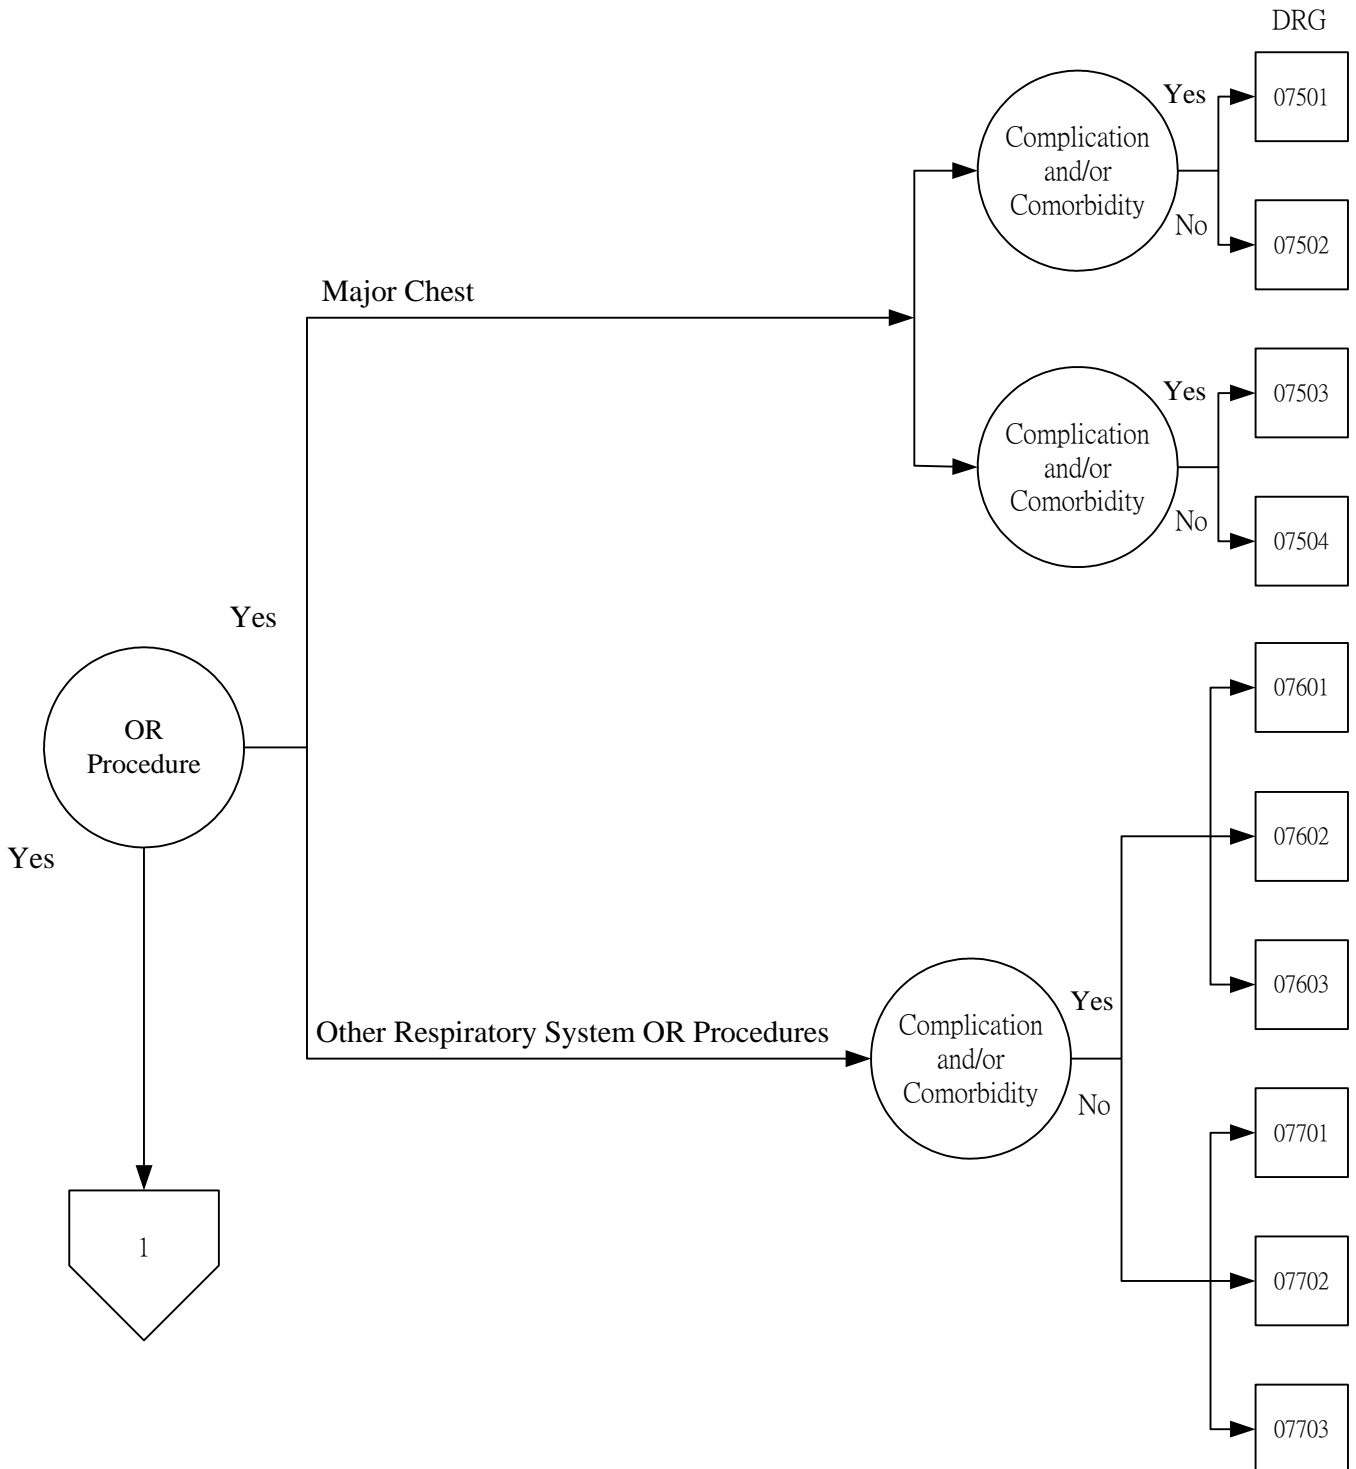 DRG
Yes
07501
Complication
and/or
Comorbidity
No
07502
Major Chest
Yes
07503
Complication
and/or
Comorbidity
No
07504
Yes
OR
Procedure
Yes
07601
07602
07603
Other Respiratory System OR Procedures
Complication
and/or
Comorbidity
Yes
No
07701
07702
07703
1